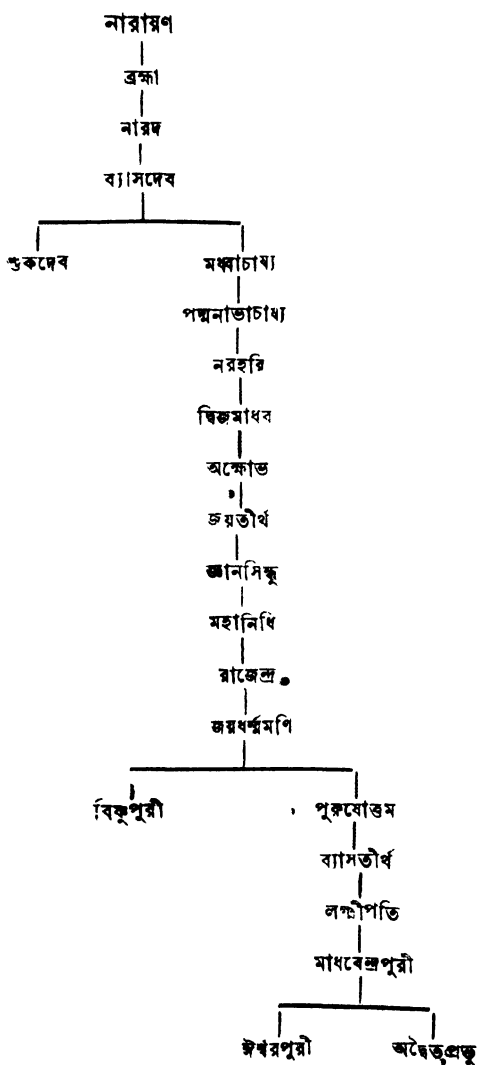 নারায়ণ
ব্রহ্মা
নারদ
ব্যাসদেব
শুকদেব মধ্বাচার্য্য
পদ্মনাভাচার্য্য
নরহরি
দ্বিজমাধব
অক্ষোভ
জয়তীর্থ
জ্ঞানসিন্ধু
মহানিধি
রাজেন্দ্র
জয়ধর্ম্মমণি
বিষ্ণুপুরী পুরুষোত্তম
ব্যাসতীর্থ
লক্ষ্মীপতি
মাধবেন্দ্রপুরী
ঈশ্বরপুরী অদ্বৈতপ্রভু